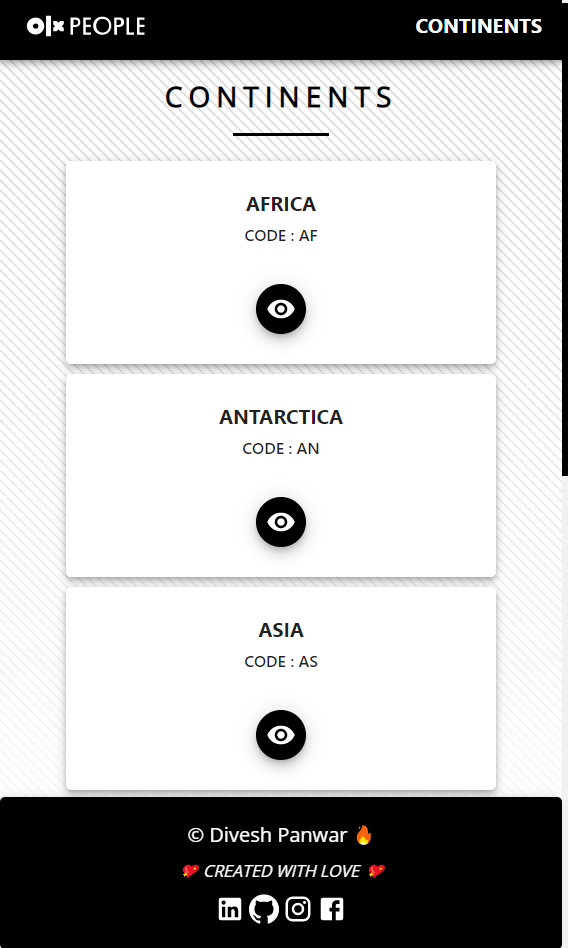 olx PEOPLE
CONTINENTS
CONTINENTS
AFRICA
CODE : AF
ANTARCTICA
CODE : AN
ASIA
CODE : AS
© Divesh Panwar 🔥
💖 CREATED WITH LOVE 💖